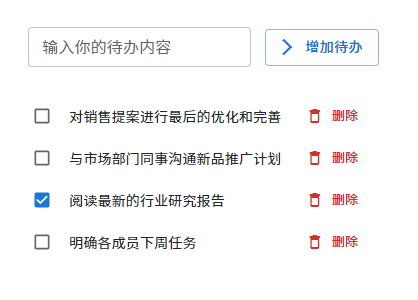 输入你的待办内容
增加待办
对销售提案进行最后的优化和完善 删除
与市场部门同事沟通新品推广计划 删除
阅读最新的行业研究报告 删除
明确各成员下周任务 删除